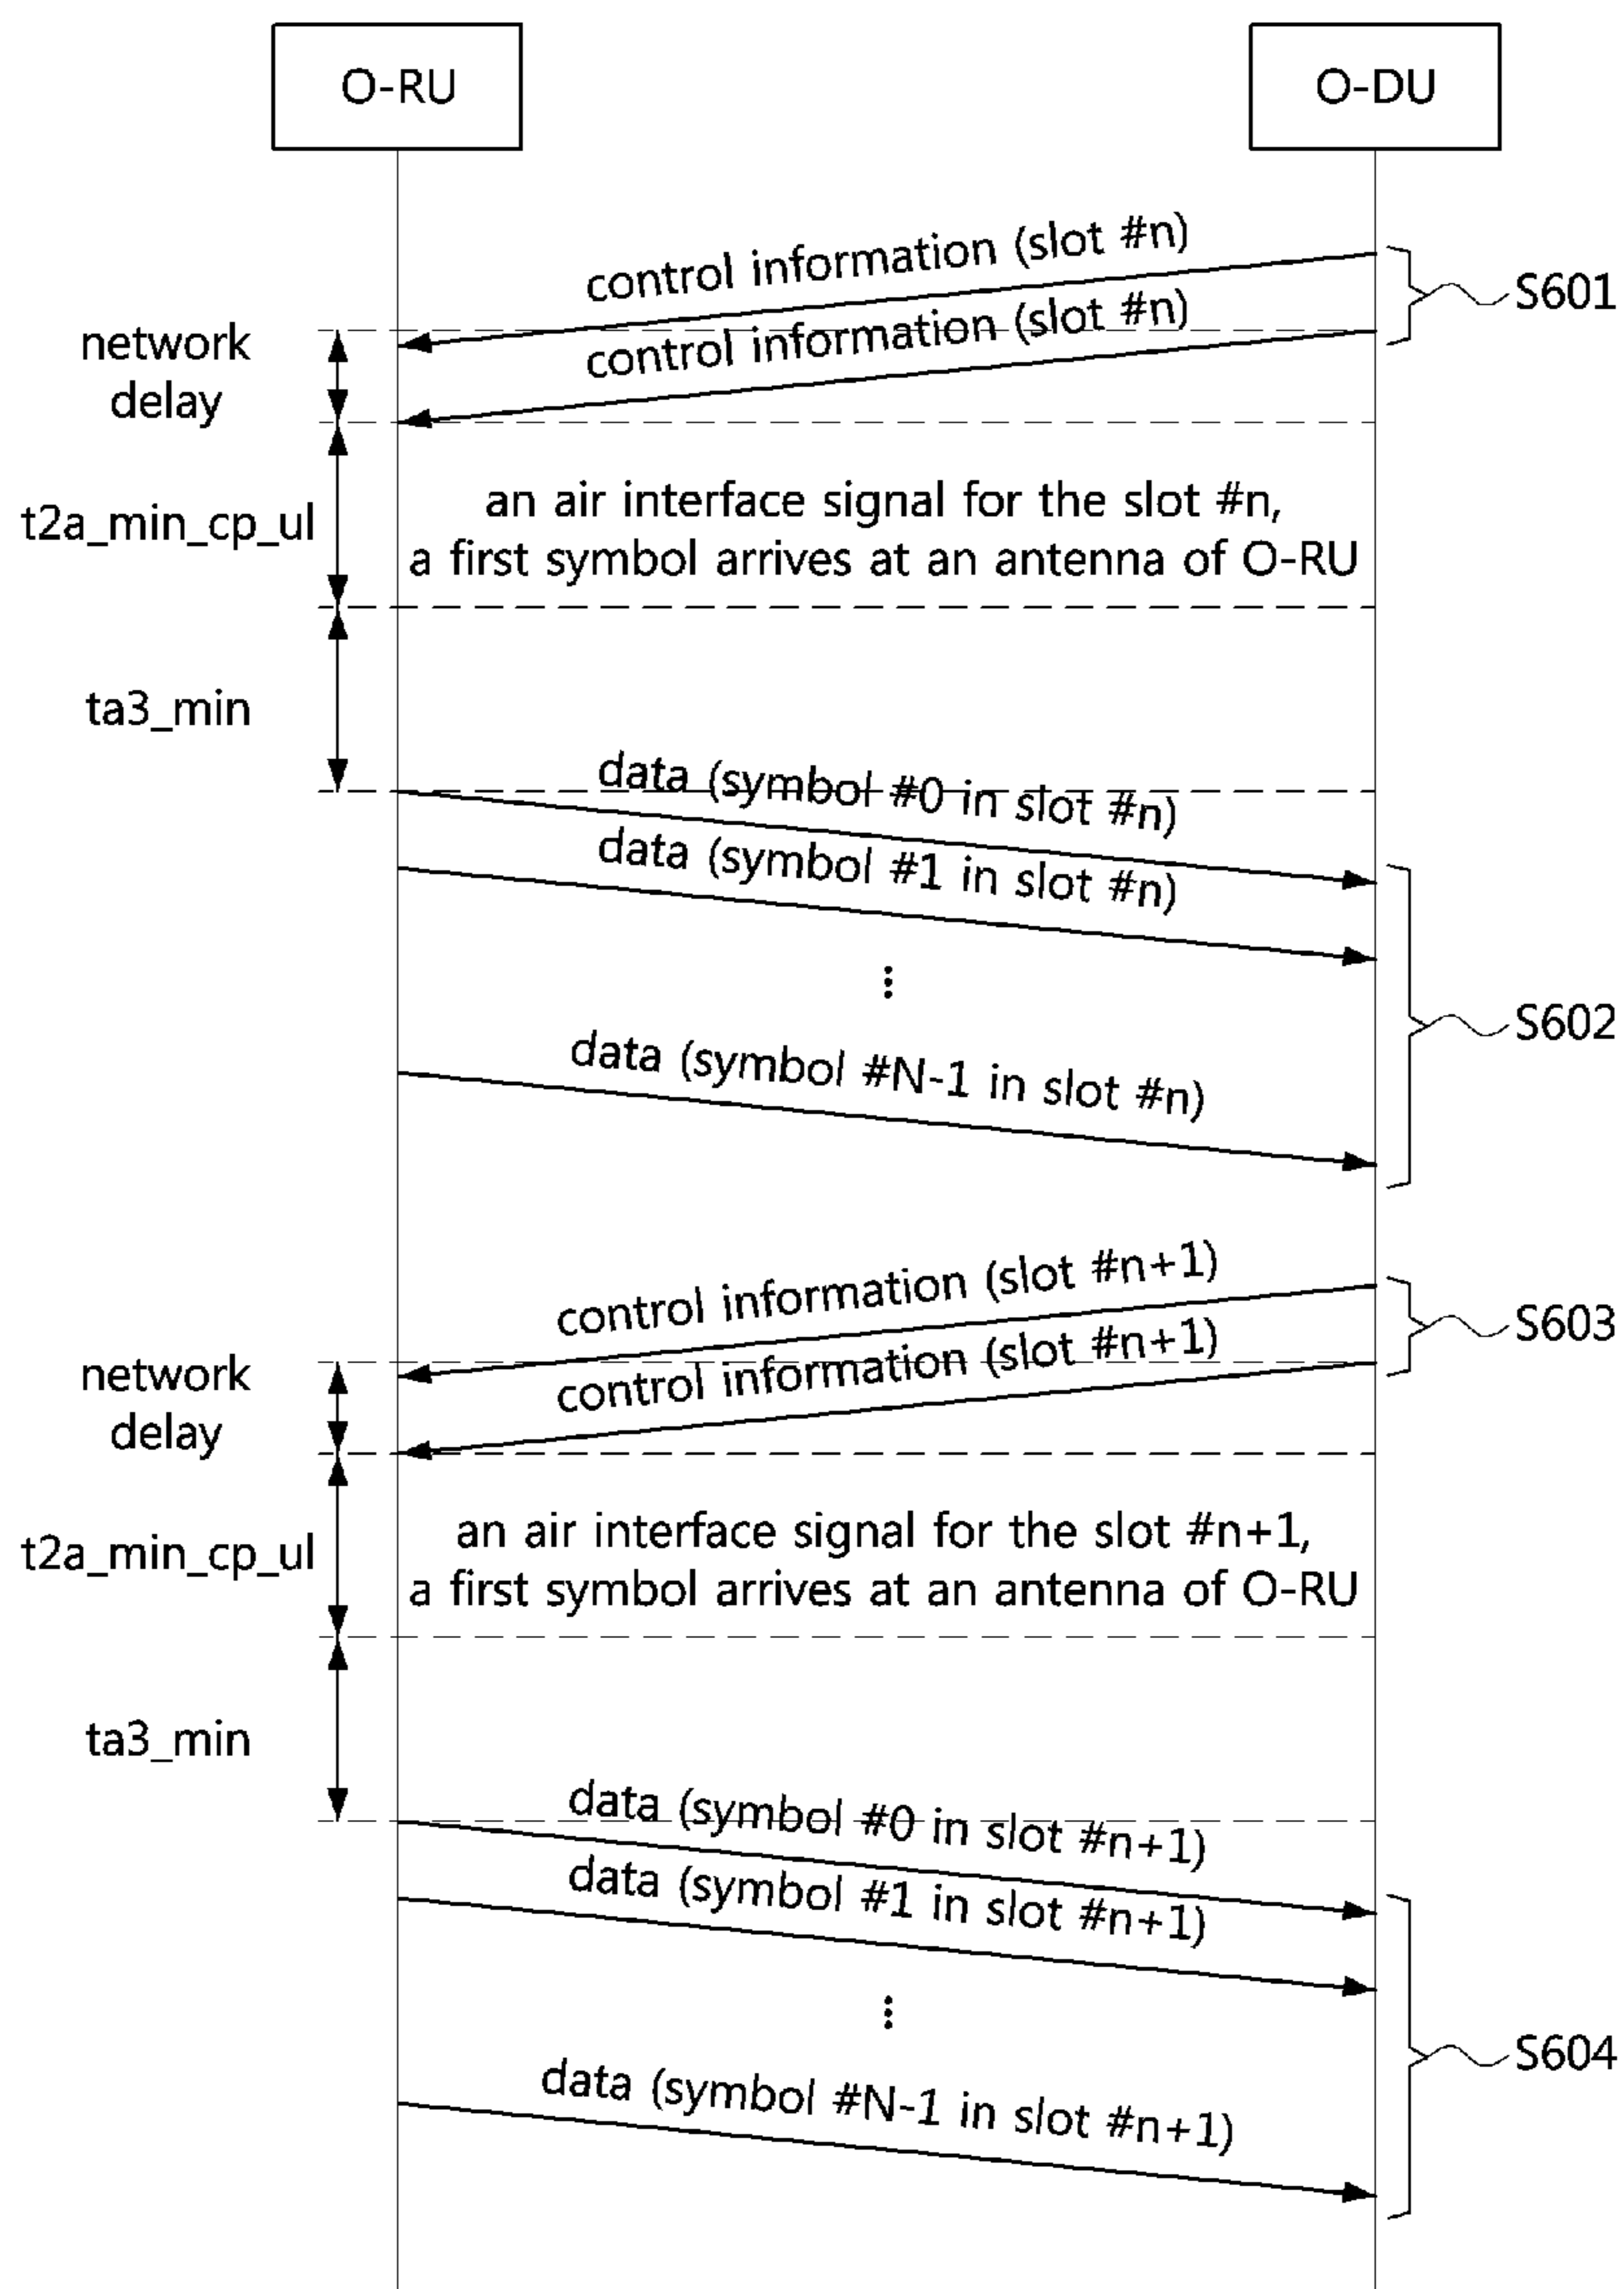 O-RU
O-DU
control information (slot #n)
S601
control information (slot #n)
network
delay
t2a_min_cp_ul
an air interface signal for the slot #n,
a first symbol arrives at an antenna of O-RU
ta3_min
data (symbol #0 in slot #n)
data (symbol #1 in slot #n)
S602
data (symbol #N-1 in slot #n)
control information (slot #n+1)
S603
control information (slot #n+1)
network
delay
t2a_min_cp_ul
an air interface signal for the slot #n+1,
a first symbol arrives at an antenna of O-RU
ta3_min
data (symbol #0 in slot #n+1)
data (symbol #1 in slot #n+1)
S604
data (symbol #N-1 in slot #n+1)